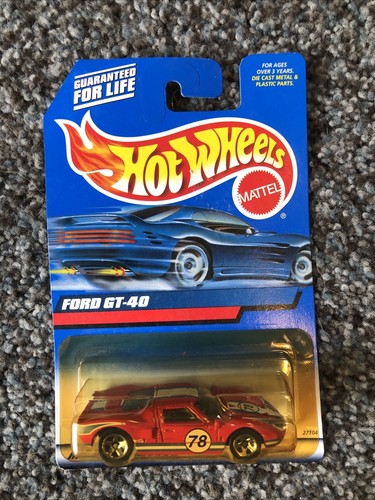 GUARANTEED
FOR LIFE
FOR AGES
OVER 3 YEARS.
DIE CAST METAL &
PLASTIC PARTS.
HOT WHEELS
MATTEL
®
FORD GT-40
78